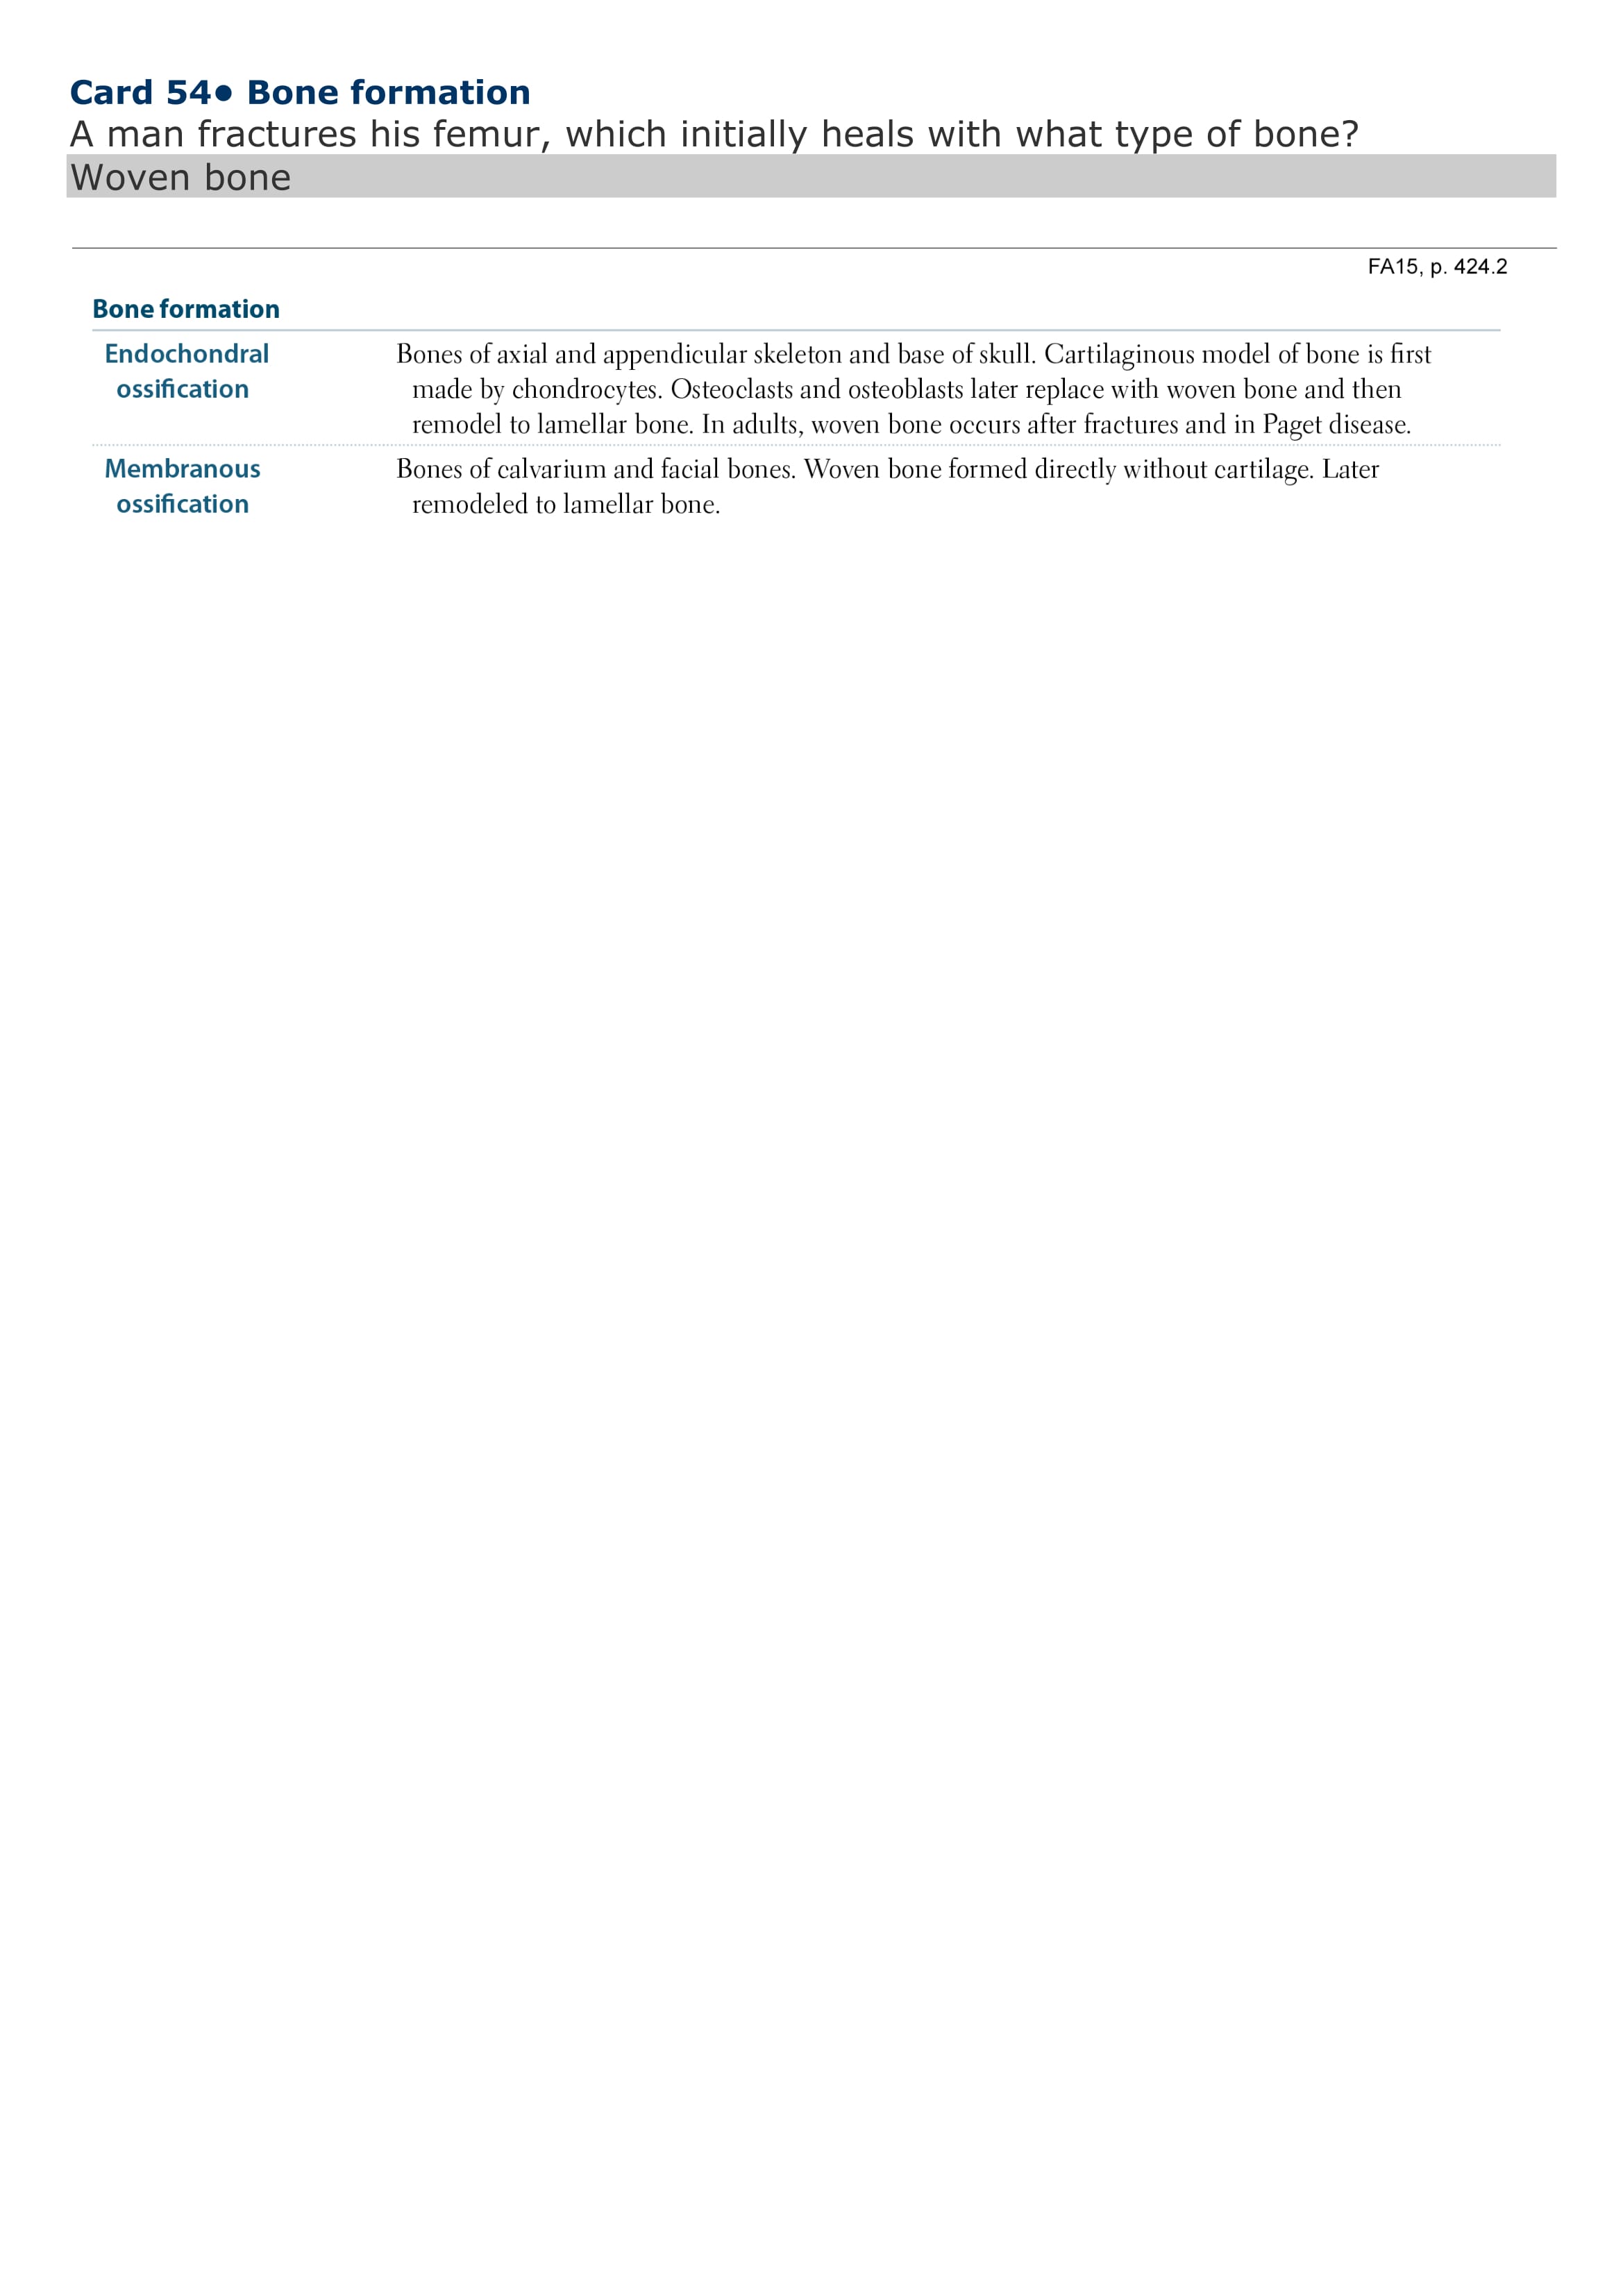 Card 54● Bone formation
A man fractures his femur, which initially heals with what type of bone?
Woven bone
FA15, p. 424.2
Bone formation
Endochondral ossification
Bones of axial and appendicular skeleton and base of skull. Cartilaginous model of bone is first
made by chondrocytes. Osteoclasts and osteoblasts later replace with woven bone and then
remodel to lamellar bone. In adults, woven bone occurs after fractures and in Paget disease.
Membranous ossification
Bones of calvarium and facial bones. Woven bone formed directly without cartilage. Later
remodeled to lamellar bone.